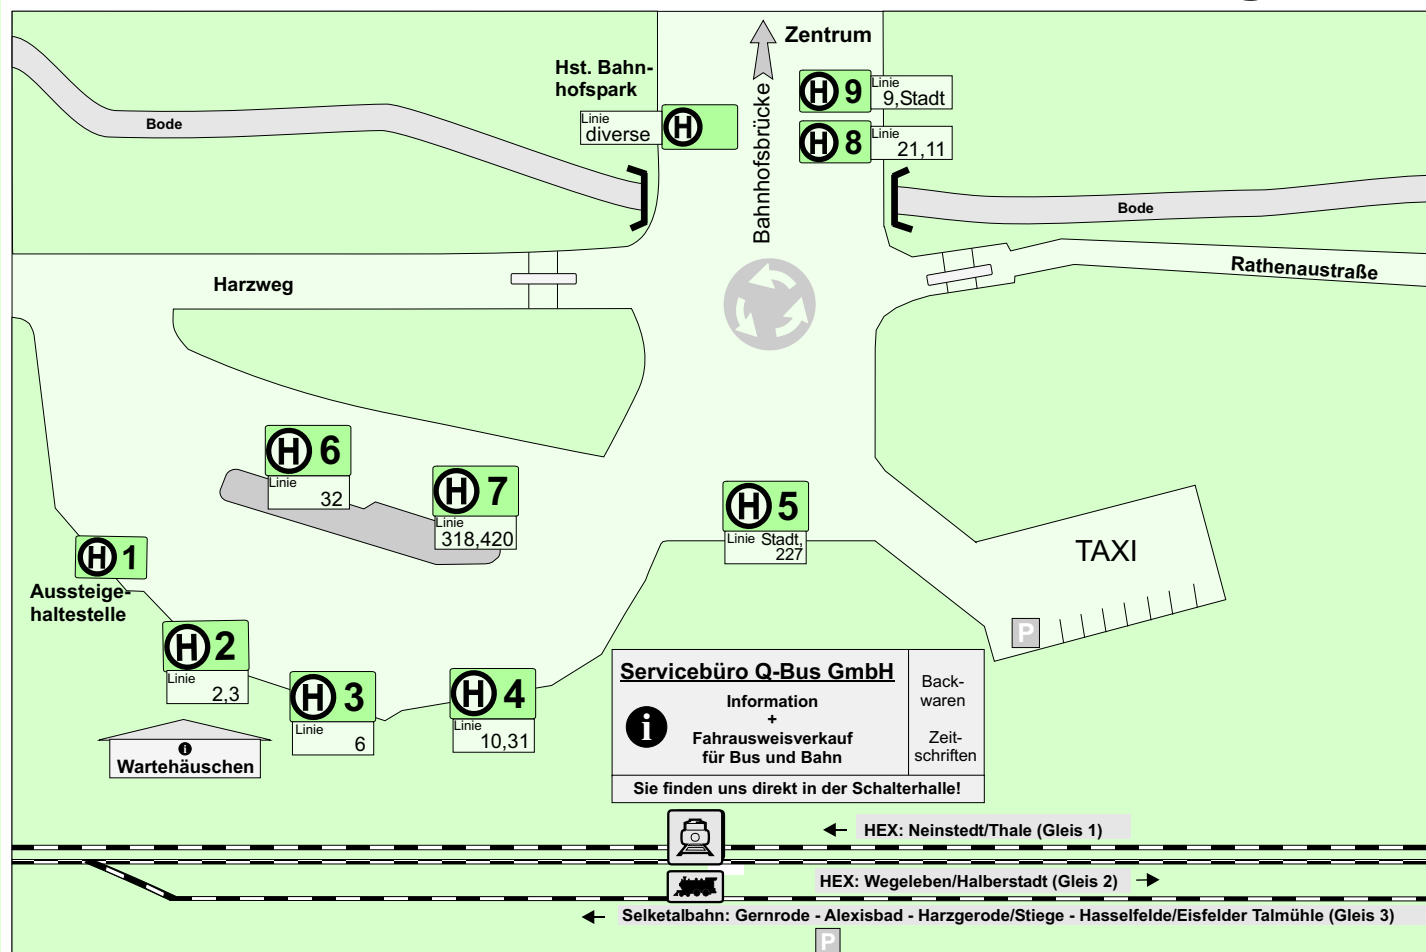 Zentrum
Hst. Bahn-
hofspark
Linie
diverse
H
Bahnhofsbrücke
H 9
Linie
9,Stadt
H 8
Linie
21,11
Bode
Bode
Harzweg
Rathenaustraße
H 6
Linie
32
H 7
Linie
318,420
H 5
Linie Stadt,
227
TAXI
P
H 1
Aussteige-
haltestelle
H 2
Linie
2,3
H 3
Linie
6
H 4
Linie
10,31
i
Wartehäuschen
Servicebüro Q-Bus GmbH
i
Information
+
Fahrausweisverkauf
für Bus und Bahn
Back-
waren
Zeit-
schriften
Sie finden uns direkt in der Schalterhalle!
HEX: Neinstedt/Thale (Gleis 1)
HEX: Wegeleben/Halberstadt (Gleis 2)
Selketalbahn: Gernrode - Alexisbad - Harzgerode/Stiege - Hasselfelde/Eisfelder Talmühle (Gleis 3)
P